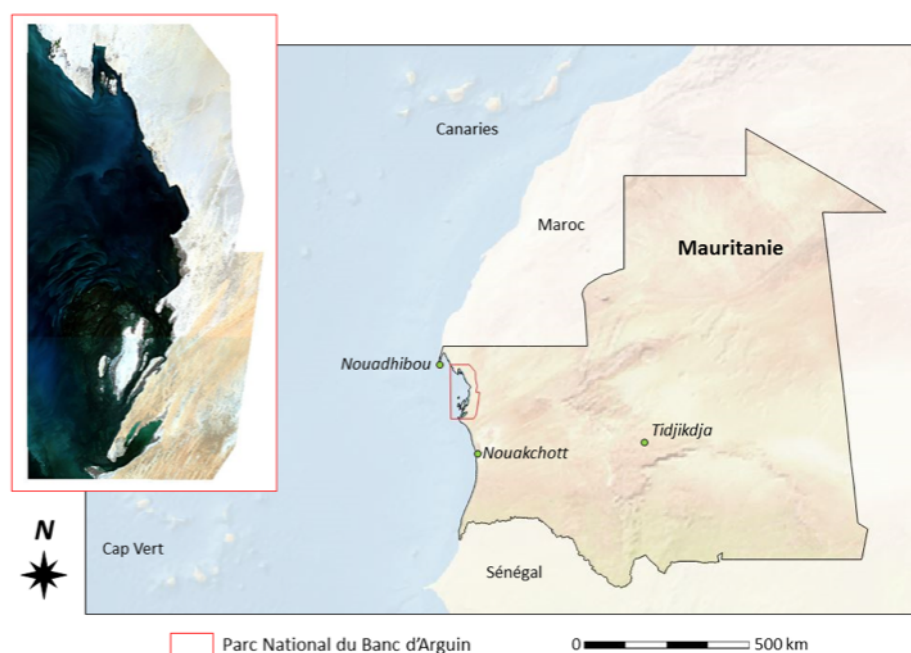 Canaries
Maroc
Mauritanie
Nouadhibou
Tidjikdja
Nouakchott
N
Cap Vert
Sénégal
Parc National du Banc d'Arguin
0 500 km